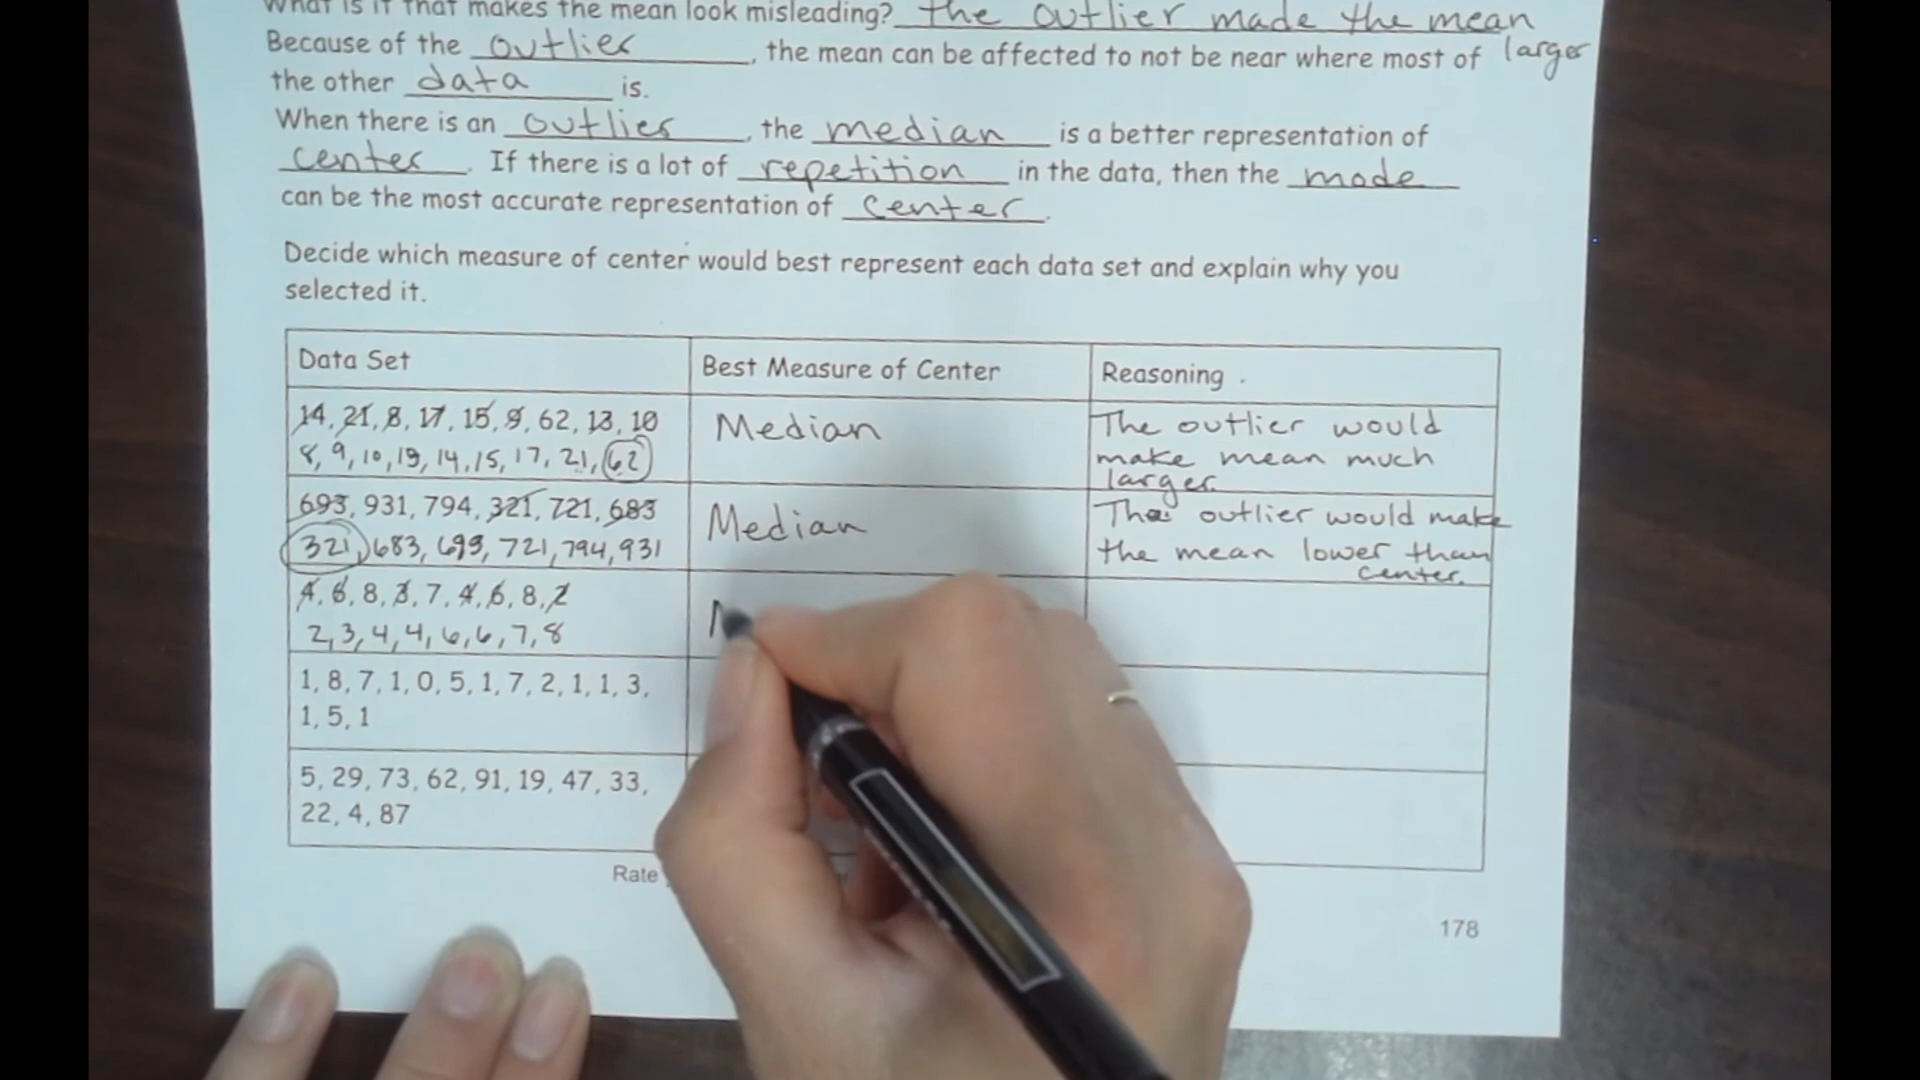 What is it that makes the mean look misleading? the outlier made the mean
larger
Because of the outlier, the mean can be affected to not be near where most of
the other data is.
When there is an outlier, the median is a better representation of
center. If there is a lot of repetition in the data, then the mode
can be the most accurate representation of center.
Decide which measure of center would best represent each data set and explain why you
selected it.
Data Set Best Measure of Center Reasoning
14, 21, 8, 17, 15, 9, 62, 13, 10
8, 9, 10, 13, 14, 15, 17, 21, 62
Median
The outlier would
make mean much
larger.
693, 931, 794, 321, 721, 683
321, 683, 693, 721, 794, 931
Median
The outlier would make
the mean lower than
center.
4, 6, 8, 3, 7, 4, 6, 8, 2
2, 3, 4, 4, 6, 6, 7, 8
1, 8, 7, 1, 0, 5, 1, 7, 2, 1, 1, 3,
1, 5, 1
5, 29, 73, 62, 91, 19, 47, 33,
22, 4, 87
Rate
178